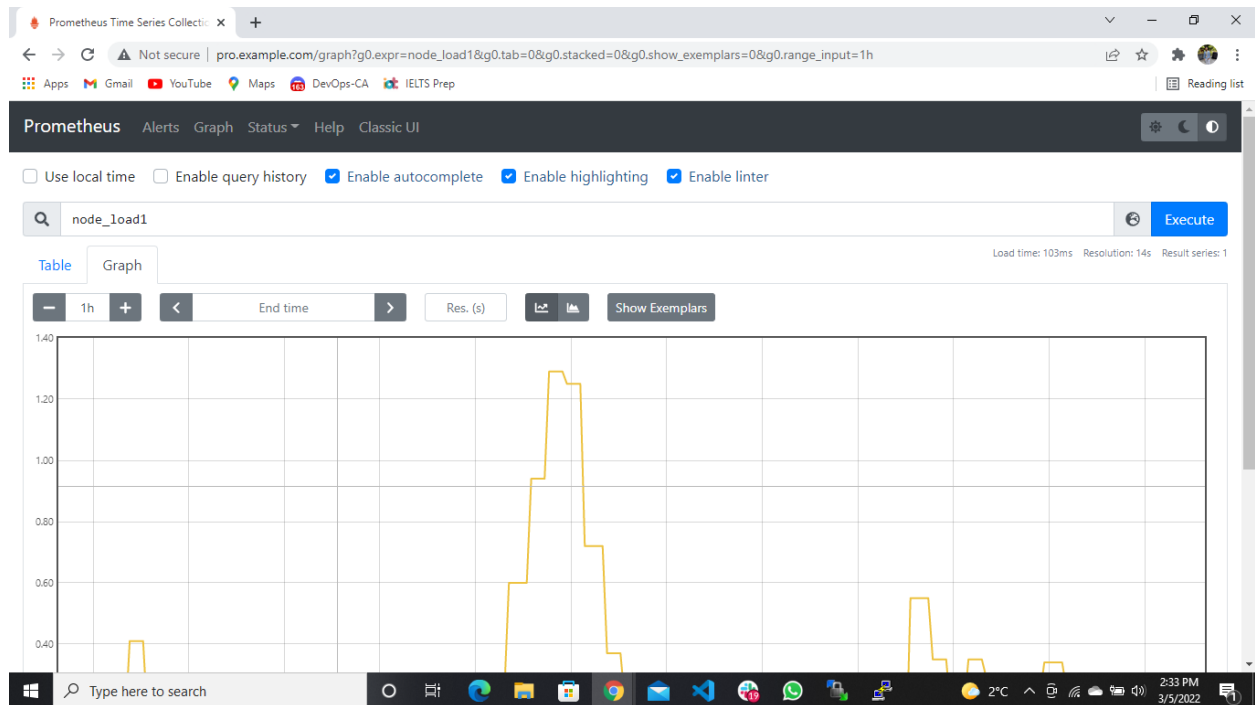 Prometheus Time Series Collectio
Not secure | pro.example.com/graph?g0.expr=node_load1&g0.tab=0&g0.stacked=0&g0.show_exemplars=0&g0.range_input=1h
Apps Gmail YouTube Maps 163 DevOps-CA IELTS Prep Reading list
Prometheus Alerts Graph Status Help Classic UI
Use local time Enable query history Enable autocomplete Enable highlighting Enable linter
node_load1 Execute
Load time: 103ms Resolution: 14s Result series: 1
Table Graph
1h End time Res. (s) Show Exemplars
1.40
1.20
1.00
0.80
0.60
0.40
Type here to search 19 2°C 2:33 PM
3/5/2022 1